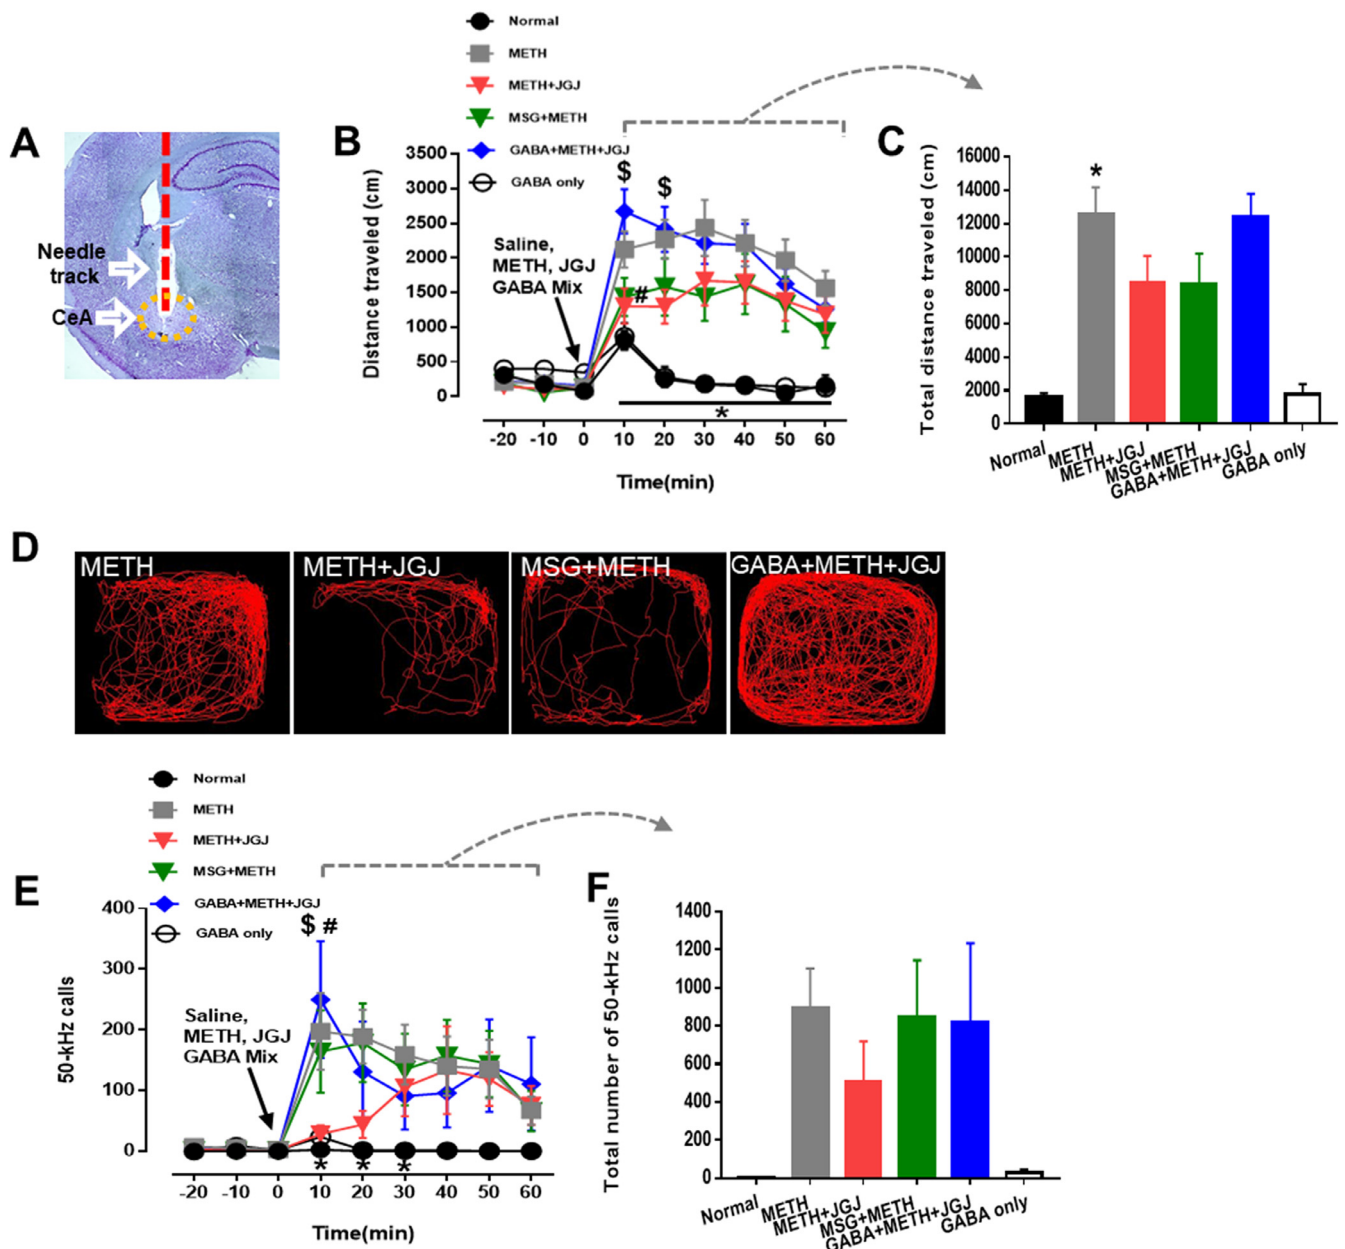 Normal
METH
METH+JGJ
MSG+METH
GABA+METH+JGJ
GABA only
A
Needle
track
CeA
B
Distance traveled (cm)
3500
3000
2500
2000
1500
1000
500
0
Saline,
METH, JGJ
GABA Mix
$
$
#
*
-20 -10 0 10 20 30 40 50 60
Time(min)
C
Total distance traveled (cm)
16000
14000
12000
10000
8000
6000
4000
2000
0
*
Normal
METH
METH+JGJ
MSG+METH
GABA+METH+JGJ
GABA only
D
METH
METH+JGJ
MSG+METH
GABA+METH+JGJ
Normal
METH
METH+JGJ
MSG+METH
GABA+METH+JGJ
GABA only
E
50-kHz calls
400
300
200
100
0
$ #
Saline,
METH, JGJ
GABA Mix
* * *
-20 -10 0 10 20 30 40 50 60
Time(min)
F
Total number of 50-kHz calls
1400
1200
1000
800
600
400
200
0
Normal
METH
METH+JGJ
MSG+METH
GABA+METH+JGJ
GABA only